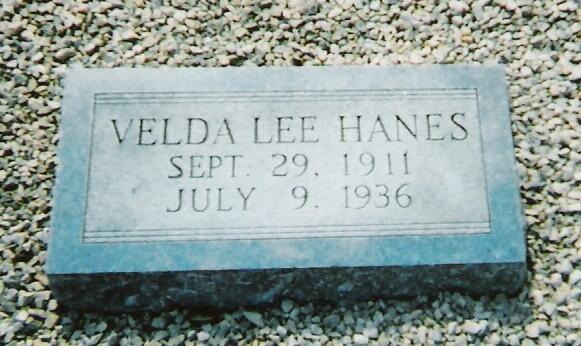 VELDA LEE HANES
SEPT. 29, 1911
JULY 9, 1936